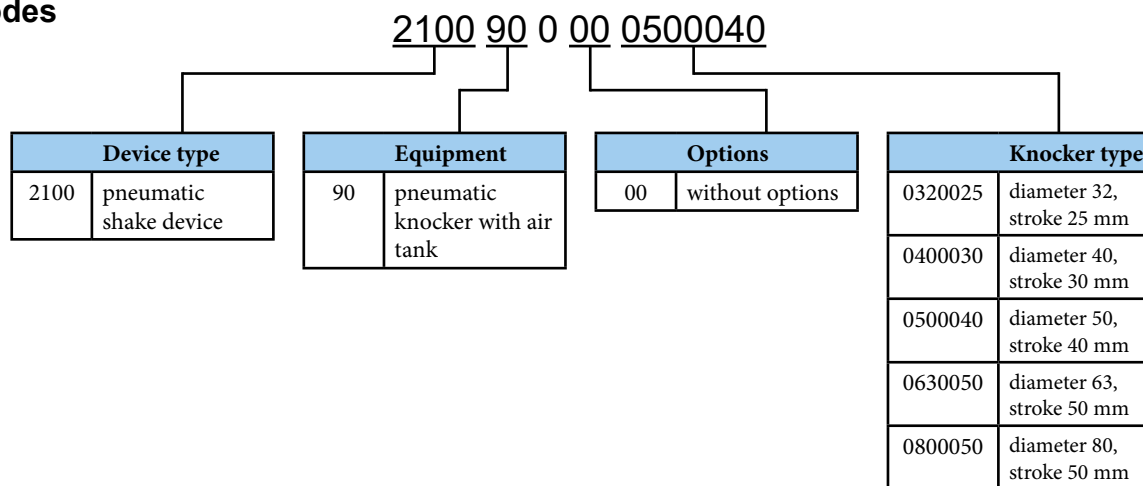 odes
2100 90 0 00 0500040
Device type
2100 pneumatic
shake device
Equipment
90 pneumatic
knocker with air
tank
Options
00 without options
Knocker type
0320025 diameter 32,
stroke 25 mm
0400030 diameter 40,
stroke 30 mm
0500040 diameter 50,
stroke 40 mm
0630050 diameter 63,
stroke 50 mm
0800050 diameter 80,
stroke 50 mm